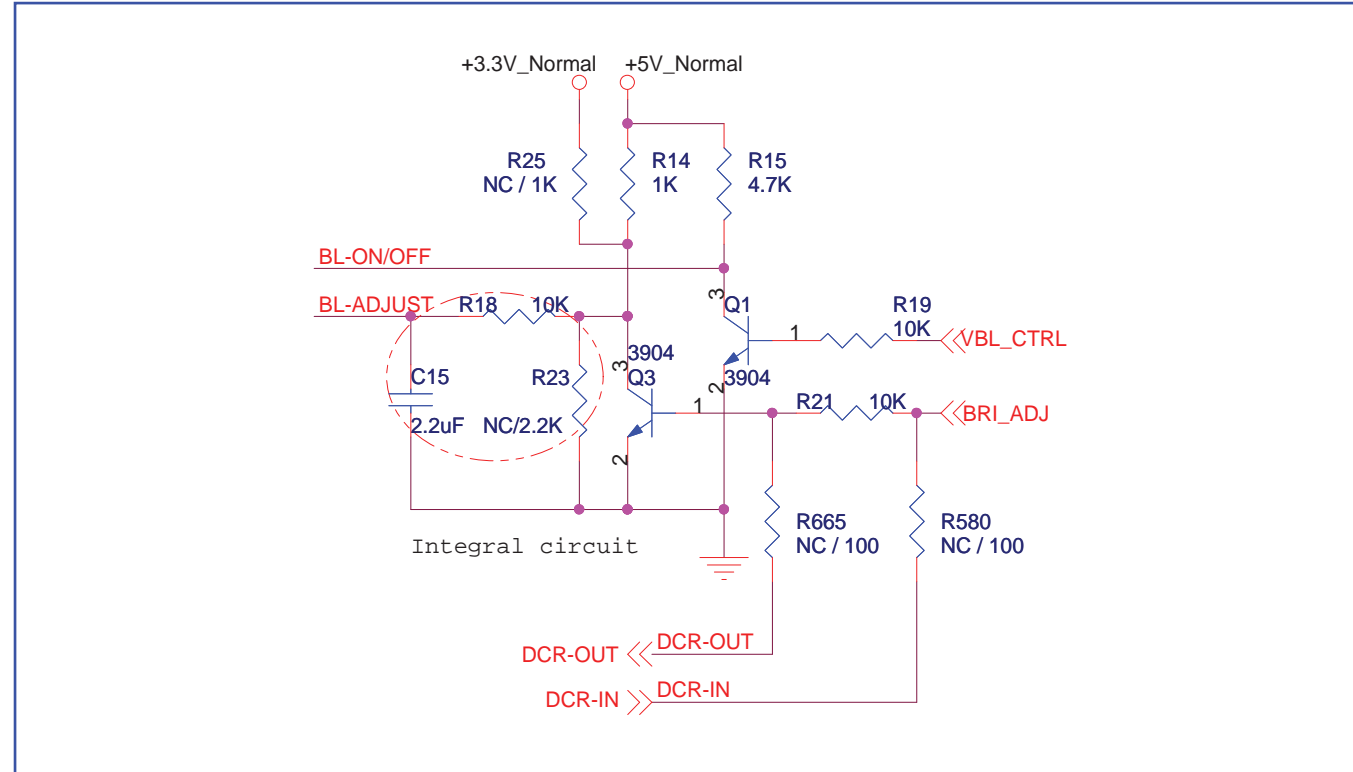 +3.3V_Normal
+5V_Normal
R25
NC / 1K
R14
1K
R15
4.7K
BL-ON/OFF
BL-ADJUST
R18
10K
3
Q1
1
R19
10K
VBL_CTRL
3904
3
Q3
2
3904
C15
2.2uF
R23
NC/2.2K
1
R21
10K
BRI_ADJ
2
Integral circuit
R665
NC / 100
R580
NC / 100
DCR-OUT
DCR-OUT
DCR-IN
DCR-IN